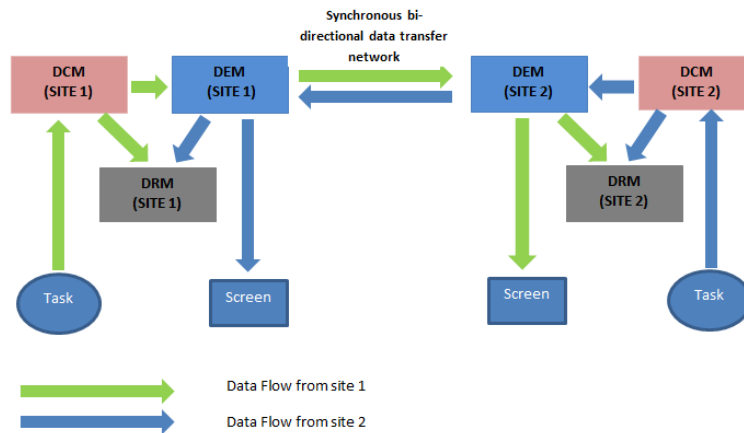 Synchronous bi-
directional data transfer
network
DCM
(SITE 1)
DEM
(SITE 1)
DEM
(SITE 2)
DCM
(SITE 2)
DRM
(SITE 1)
DRM
(SITE 2)
Task
Screen
Screen
Task
Data Flow from site 1
Data Flow from site 2